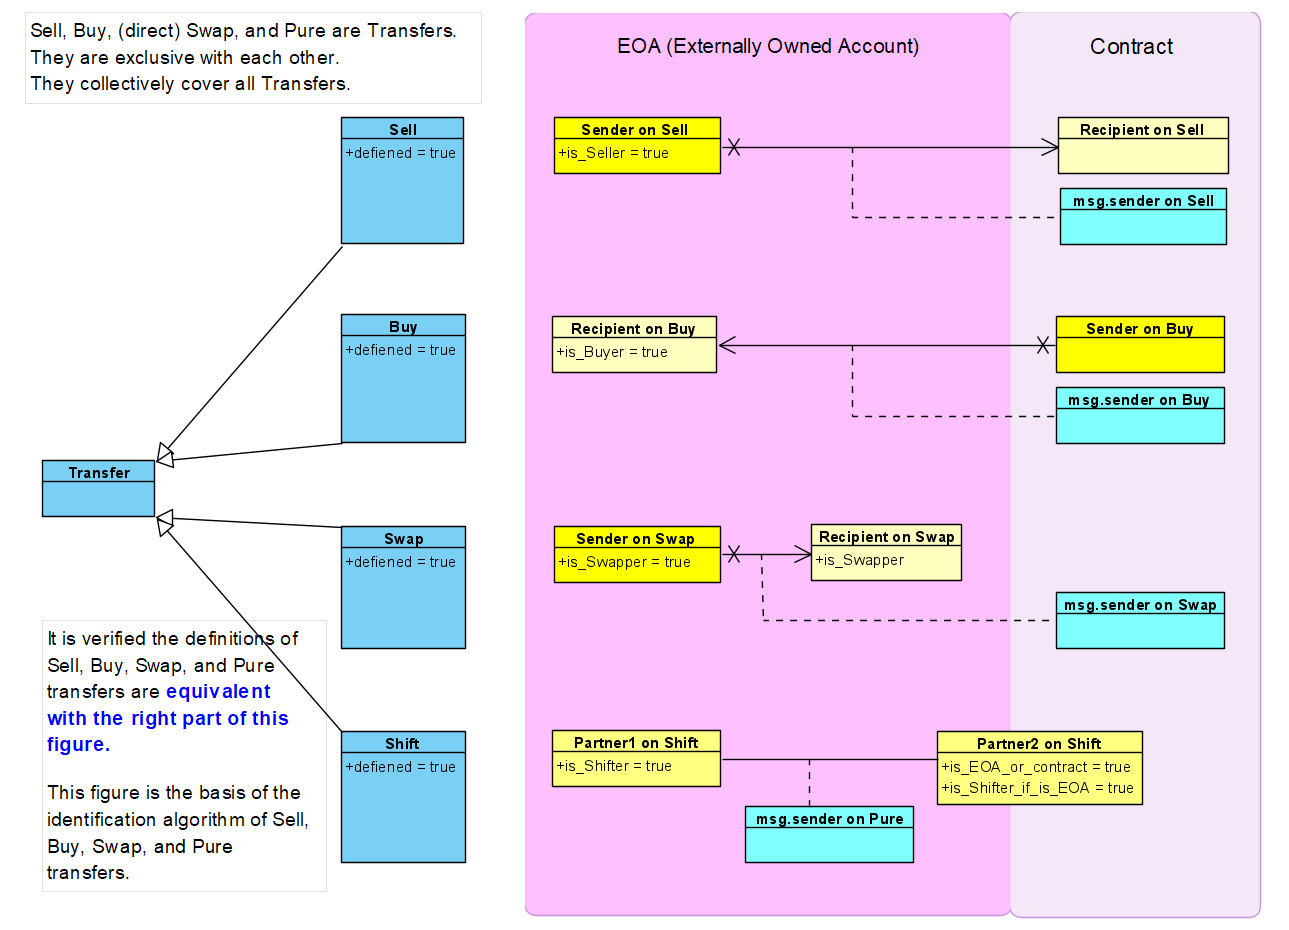 Sell, Buy, (direct) Swap, and Pure are Transfers.
They are exclusive with each other.
They collectively cover all Transfers.
EOA (Externally Owned Account)
Contract
Sell
+defiened = true
Sender on Sell
+is_Seller = true
Recipient on Sell
msg.sender on Sell
Buy
+defiened = true
Recipient on Buy
+is_Buyer = true
Sender on Buy
msg.sender on Buy
Transfer
Swap
+defiened = true
Sender on Swap
+is_Swapper = true
Recipient on Swap
+is_Swapper
msg.sender on Swap
It is verified the definitions of
Sell, Buy, Swap, and Pure
transfers are equivalent
with the right part of this
figure.
This figure is the basis of the
identification algorithm of Sell,
Buy, Swap, and Pure
transfers.
Shift
+defiened = true
Partner1 on Shift
+is_Shifter = true
Partner2 on Shift
+is_EOA_or_contract = true
+is_Shifter_if_is_EOA = true
msg.sender on Pure